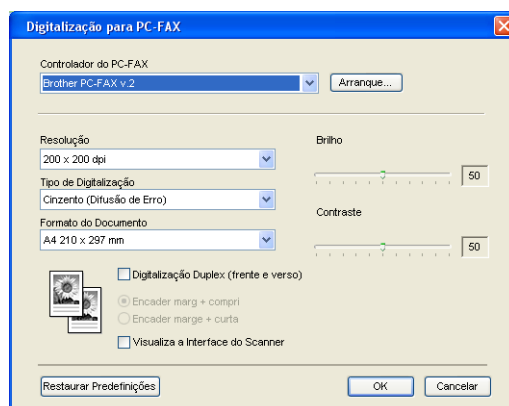 Digitalização para PC-FAX
Controlador do PC-FAX
Brother PC-FAX v.2
Arranque...
Resolução
200 x 200 dpi
Tipo de Digitalização
Cinzento (Difusão de Erro)
Formato do Documento
A4 210 x 297 mm
Brilho
50
Contraste
50
Digitalização Duplex (frente e verso)
Encader marg + compri
Encader marge + curta
Visualiza a Interface do Scanner
Restaurar Predefinições
OK
Cancelar